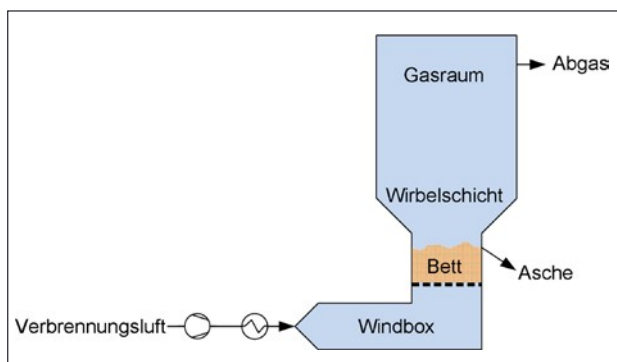 Gasraum
Abgas
Wirbelschicht
Bett
Asche
Verbrennungsluft
Windbox